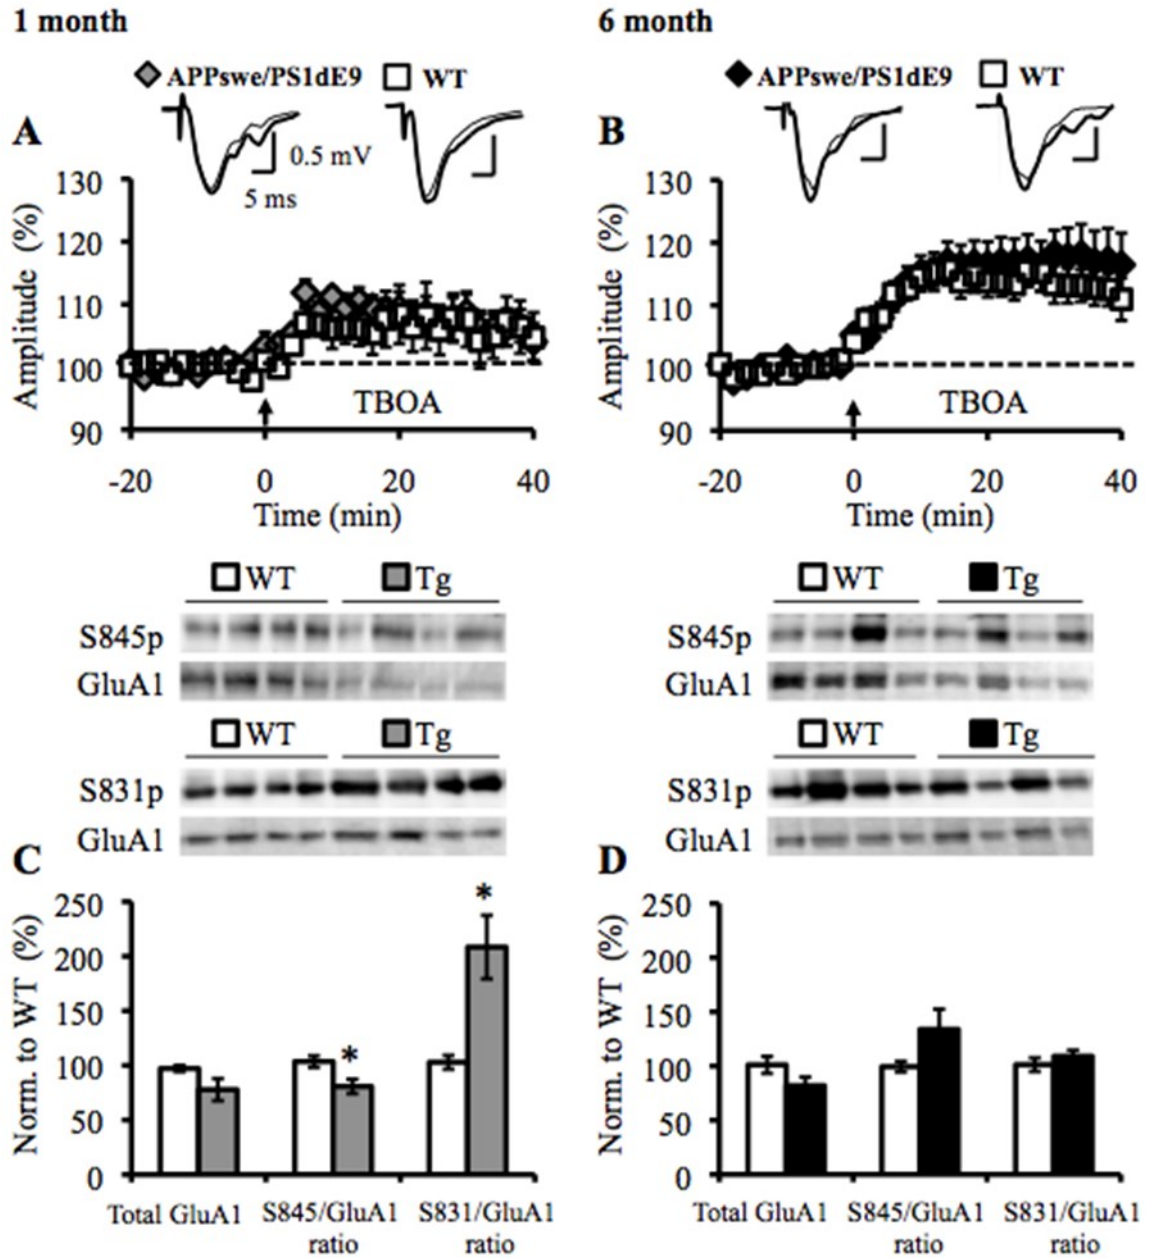 1 month
6 month
APPswe/PS1dE9 WT
APPswe/PS1dE9 WT
A
0.5 mV
5 ms
B
Amplitude (%)
130
120
110
100
90
TBOA
-20 0 20 40
Time (min)
Amplitude (%)
130
120
110
100
90
TBOA
-20 0 20 40
Time (min)
WT Tg
S845p
GluA1
WT Tg
S831p
GluA1
WT Tg
S845p
GluA1
WT Tg
S831p
GluA1
C
Norm. to WT (%)
250
200
150
100
50
0
*
*
Total GluA1 S845/GluA1 S831/GluA1
ratio ratio
D
Norm. to WT (%)
250
200
150
100
50
0
Total GluA1 S845/GluA1 S831/GluA1
ratio ratio